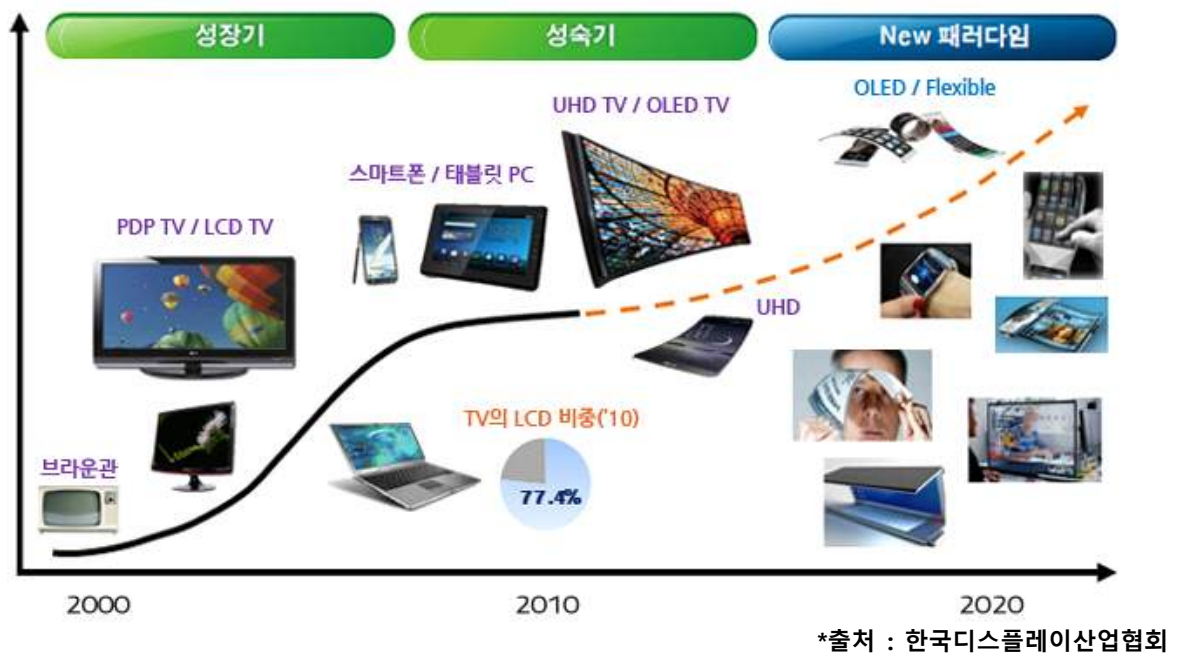 성장기
성숙기
New 패러다임
OLED / Flexible
UHD TV / OLED TV
스마트폰 / 태블릿 PC
PDP TV / LCD TV
UHD
TV의 LCD 비중('10)
77.4%
브라운관
2000
2010
2020
*출처 : 한국디스플레이산업협회